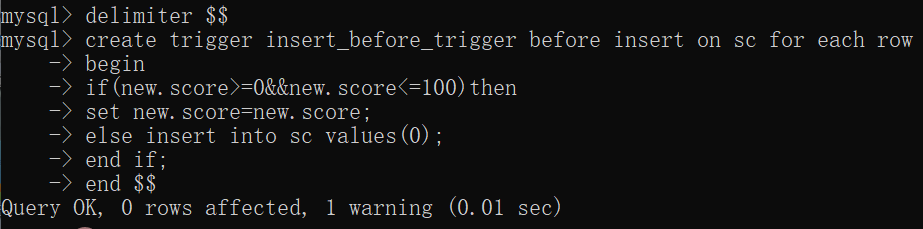 mysql> delimiter $$
mysql> create trigger insert_before_trigger before insert on sc for each row
    -> begin
    -> if(new.score>=0&&new.score<=100)then
    -> set new.score=new.score;
    -> else insert into sc values(0);
    -> end if;
    -> end $$
Query OK, 0 rows affected, 1 warning (0.01 sec)